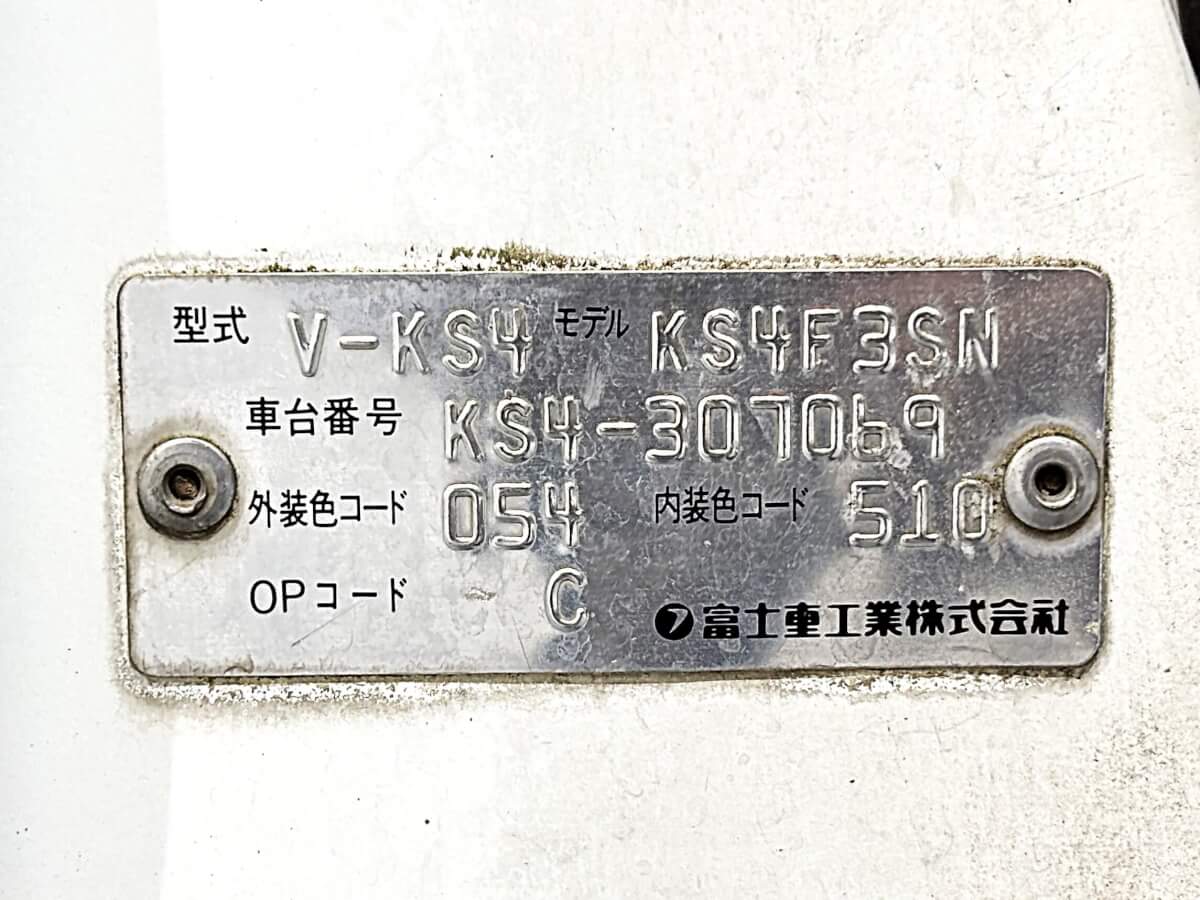 型式 V-KS4 モデル KS4F3SN
車台番号 KS4-307069
外装色コード 054 内装色コード 510
OPコード C
富士重工業株式会社